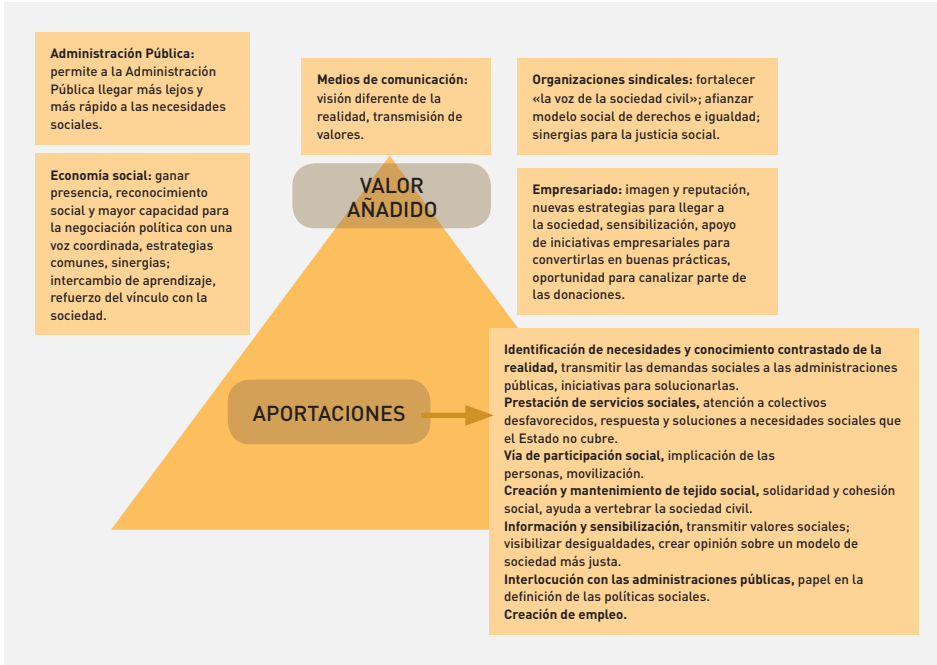 Administración Pública:
permite a la Administración
Pública llegar más lejos y
más rápido a las necesidades
sociales.
Economía social: ganar
presencia, reconocimiento
social y mayor capacidad para
la negociación política con una
voz coordinada, estrategias
comunes, sinergias;
intercambio de aprendizaje,
refuerzo del vínculo con la
sociedad.
Medios de comunicación:
visión diferente de la
realidad, transmisión de
valores.
Organizaciones sindicales: fortalecer
«la voz de la sociedad civil»; afianzar
modelo social de derechos e igualdad;
sinergias para la justicia social.
Empresariado: imagen y reputación,
nuevas estrategias para llegar a
la sociedad, sensibilización, apoyo
de iniciativas empresariales para
convertirlas en buenas prácticas,
oportunidad para canalizar parte de
las donaciones.
VALOR
AÑADIDO
APORTACIONES
Identificación de necesidades y conocimiento contrastado de la
realidad, transmitir las demandas sociales a las administraciones
públicas, iniciativas para solucionarlas.
Prestación de servicios sociales, atención a colectivos
desfavorecidos, respuesta y soluciones a necesidades sociales que
el Estado no cubre.
Vía de participación social, implicación de las
personas, movilización.
Creación y mantenimiento de tejido social, solidaridad y cohesión
social, ayuda a vertebrar la sociedad civil.
Información y sensibilización, transmitir valores sociales;
visibilizar desigualdades, crear opinión sobre un modelo de
sociedad más justa.
Interlocución con las administraciones públicas, papel en la
definición de las políticas sociales.
Creación de empleo.